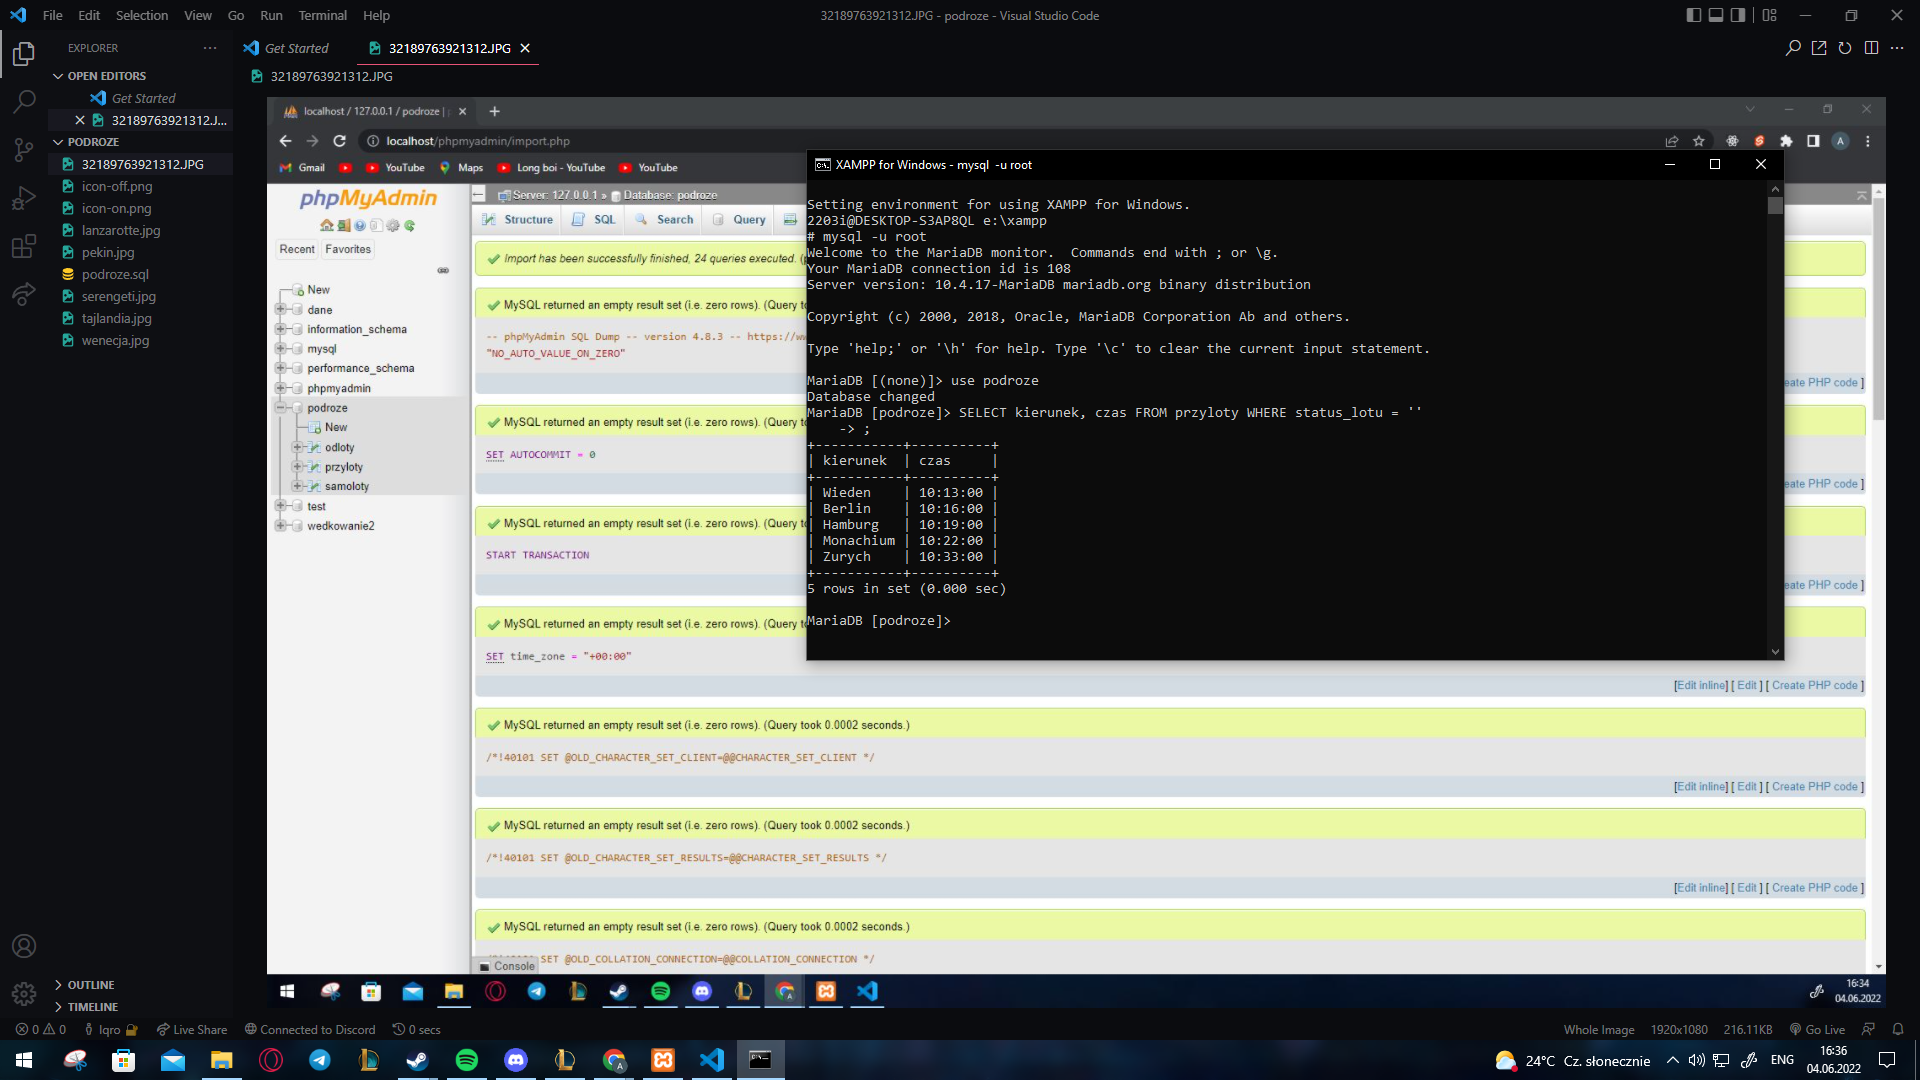 File Edit Selection View Go Run Terminal Help
32189763921312.JPG - podroze - Visual Studio Code
EXPLORER
OPEN EDITORS
Get Started
32189763921312.J...
PODROZE
32189763921312.JPG
icon-off.png
icon-on.png
lanzarotte.jpg
pekin.jpg
podroze.sql
serengeti.jpg
tajlandia.jpg
wenecja.jpg
OUTLINE
TIMELINE
Get Started
32189763921312.JPG
32189763921312.JPG
localhost / 127.0.0.1 / podroze |
localhost/phpmyadmin/import.php
A
Gmail YouTube Maps Long boi - YouTube YouTube
phpMyAdmin
Recent Favorites
New
dane
information_schema
mysql
performance_schema
phpmyadmin
podroze
New
odloty
przyloty
samoloty
test
wedkowanie2
Server: 127.0.0.1 » Database: podroze
Structure SQL Search Query
Import has been successfully finished, 24 queries executed.
MySQL returned an empty result set (i.e. zero rows). (Query
-- phpMyAdmin SQL Dump -- version 4.8.3 --
"NO_AUTO_VALUE_ON_ZERO"
Create PHP code ]
MySQL returned an empty result set (i.e. zero rows). (Query
SET AUTOCOMMIT = 0
Create PHP code ]
MySQL returned an empty result set (i.e. zero rows). (Query
START TRANSACTION
Create PHP code ]
MySQL returned an empty result set (i.e. zero rows). (Query
SET time_zone = "+00:00"
[Edit inline] [ Edit ] [ Create PHP code ]
MySQL returned an empty result set (i.e. zero rows). (Query took 0.0002 seconds.)
/*!40101 SET @OLD_CHARACTER_SET_CLIENT=@@CHARACTER_SET_CLIENT */
[Edit inline] [ Edit ] [ Create PHP code ]
MySQL returned an empty result set (i.e. zero rows). (Query took 0.0002 seconds.)
/*!40101 SET @OLD_CHARACTER_SET_RESULTS=@@CHARACTER_SET_RESULTS */
[Edit inline] [ Edit ] [ Create PHP code ]
MySQL returned an empty result set (i.e. zero rows). (Query took 0.0002 seconds.)
SET @OLD_COLLATION_CONNECTION=@@COLLATION_CONNECTION */
Console
XAMPP for Windows - mysql -u root
Setting environment for using XAMPP for Windows.
2203i@DESKTOP-S3AP8QL e:\xampp
# mysql -u root
Welcome to the MariaDB monitor.  Commands end with ; or \g.
Your MariaDB connection id is 108
Server version: 10.4.17-MariaDB mariadb.org binary distribution
Copyright (c) 2000, 2018, Oracle, MariaDB Corporation Ab and others.
Type 'help;' or '\h' for help. Type '\c' to clear the current input statement.
MariaDB [(none)]> use podroze
Database changed
MariaDB [podroze]> SELECT kierunek, czas FROM przyloty WHERE status_lotu = ''
    -> ;
+-----------+----------+
| kierunek  | czas     |
+-----------+----------+
| Wieden    | 10:13:00 |
| Berlin    | 10:16:00 |
| Hamburg   | 10:19:00 |
| Monachium | 10:22:00 |
| Zurych    | 10:33:00 |
+-----------+----------+
5 rows in set (0.000 sec)
MariaDB [podroze]>
16:34
04.06.2022
0 0 Iqro Live Share Connected to Discord 0 secs
Whole Image 1920x1080 216.11KB Go Live
24°C Cz. słonecznie ENG
16:36
04.06.2022